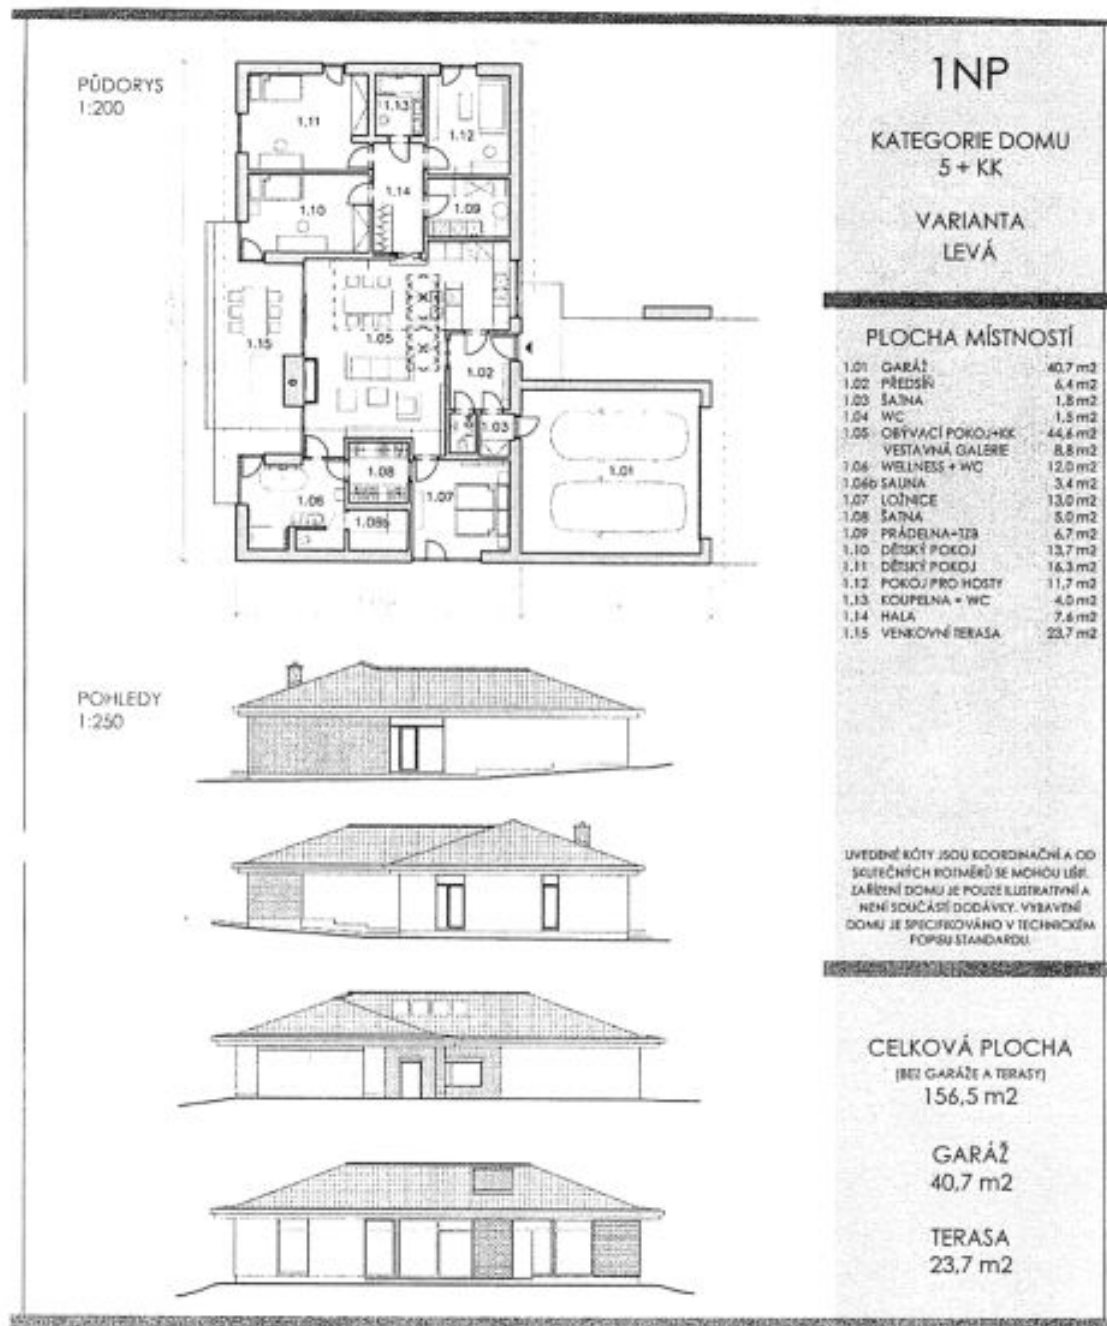 PŮDORYS
1:200
1.11
1.13
1.12
1.14
1.10
1.09
1.05
1.15
1.02
1.03
1.01
1.08
1.07
1.06
POHLEDY
1:250
1NP
KATEGORIE DOMU
5 + KK
VARIANTA
LEVÁ
PLOCHA MÍSTNOSTÍ
1.01 GARÁŽ 40,7 m2
1.02 PŘEDSÍŇ 6,4 m2
1.03 ŠATNA 1,8 m2
1.04 WC 1,5 m2
1.05 OBÝVACÍ POKOJ+KK 44,6 m2
VESTAVNÁ GALERIE 8,8 m2
1.06 WELLNESS + WC 12,0 m2
1.06b SAUNA 3,4 m2
1.07 LOŽNICE 13,0 m2
1.08 ŠATNA 5,0 m2
1.09 PRÁDELNA+TZB 6,7 m2
1.10 DĚTSKÝ POKOJ 13,7 m2
1.11 DĚTSKÝ POKOJ 16,3 m2
1.12 POKOJ PRO HOSTY 11,7 m2
1.13 KOUPELNA + WC 4,0 m2
1.14 HALA 7,6 m2
1.15 VENKOVNÍ TERASA 23,7 m2
UVEDENÉ KÓTY JSOU KOORDINAČNÍ A OD
SKUTEČNÝCH ROZMĚRŮ SE MOHOU LIŠIT.
ZAŘÍZENÍ DOMU JE POUZE ILUSTRATIVNÍ A
NENÍ SOUČÁSTÍ DODÁVKY. VYBAVENÍ
DOMU JE SPECIFIKOVÁNO V TECHNICKÉM
POPISU STANDARDU.
CELKOVÁ PLOCHA
(BEZ GARÁŽE A TERASY)
156,5 m2
GARÁŽ
40,7 m2
TERASA
23,7 m2